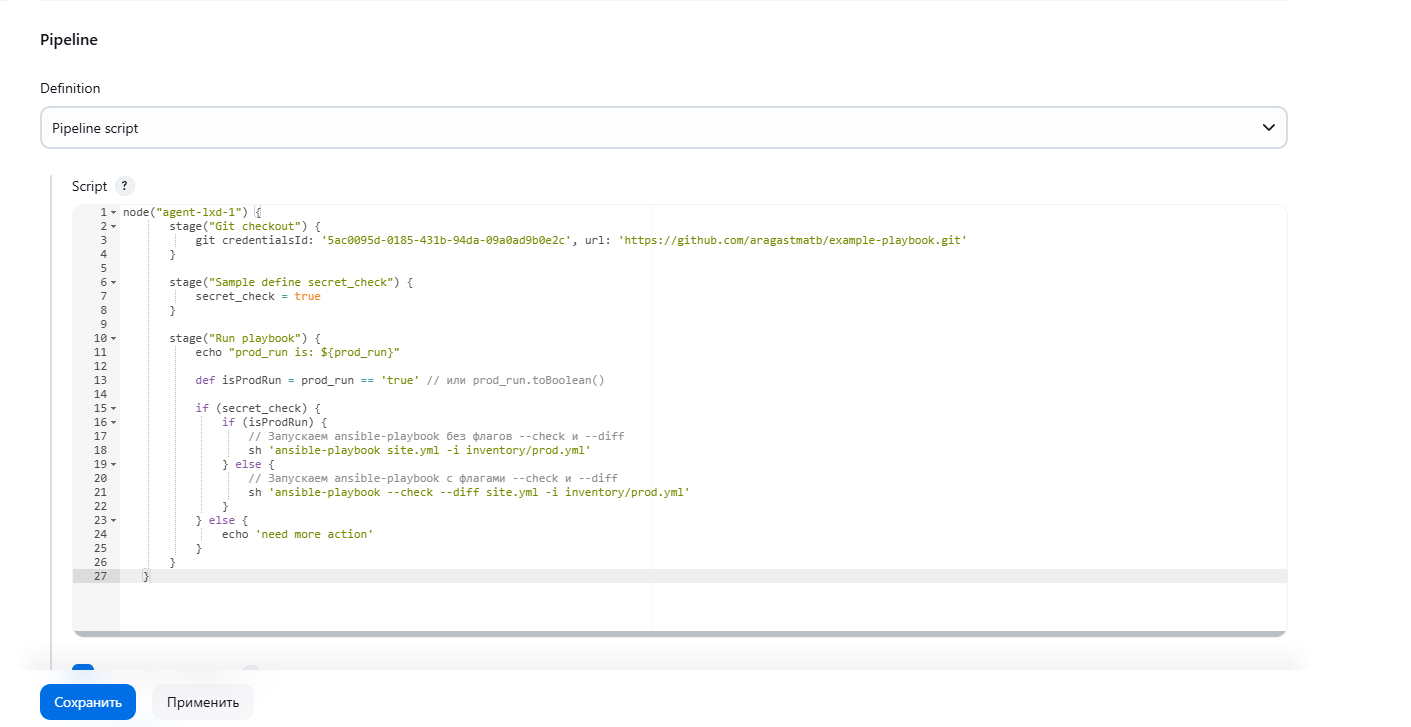 Pipeline
Definition
Pipeline script
Script ?
1 node("agent-lxd-1") {
2 stage("Git checkout") {
3 git credentialsId: '5ac0095d-0185-431b-94da-09a0ad9b0e2c', url: 'https://github.com/aragastmatb/example-playbook.git'
4 }
5
6 stage("Sample define secret_check") {
7 secret_check = true
8 }
9
10 stage("Run playbook") {
11 echo "prod_run is: ${prod_run}"
12
13 def isProdRun = prod_run == 'true' // или prod_run.toBoolean()
14
15 if (secret_check) {
16 if (isProdRun) {
17 // Запускаем ansible-playbook без флагов --check и --diff
18 sh 'ansible-playbook site.yml -i inventory/prod.yml'
19 } else {
20 // Запускаем ansible-playbook с флагами --check и --diff
21 sh 'ansible-playbook --check --diff site.yml -i inventory/prod.yml'
22 }
23 } else {
24 echo 'need more action'
25 }
26 }
27 }
Сохранить Применить